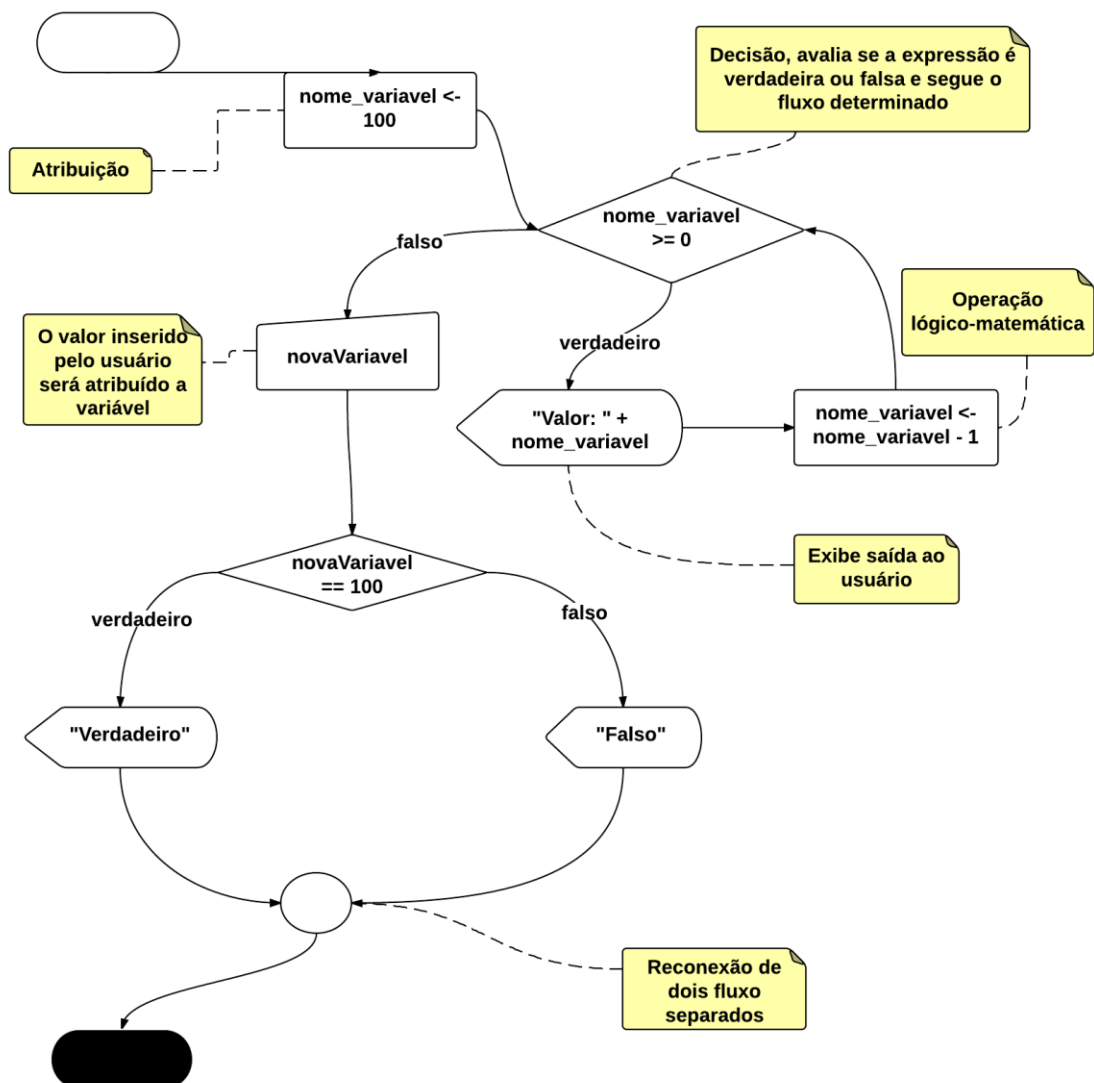 nome_variavel <-
100
Decisão, avalia se a expressão é
verdadeira ou falsa e segue o
fluxo determinado
Atribuição
nome_variavel
>= 0
falso
verdadeiro
Operação
lógico-matemática
O valor inserido
pelo usuário
será atribuído a
variável
novaVariavel
"Valor: " +
nome_variavel
nome_variavel <-
nome_variavel - 1
Exibe saída ao
usuário
novaVariavel
== 100
verdadeiro
falso
"Verdadeiro"
"Falso"
Reconexão de
dois fluxo
separados